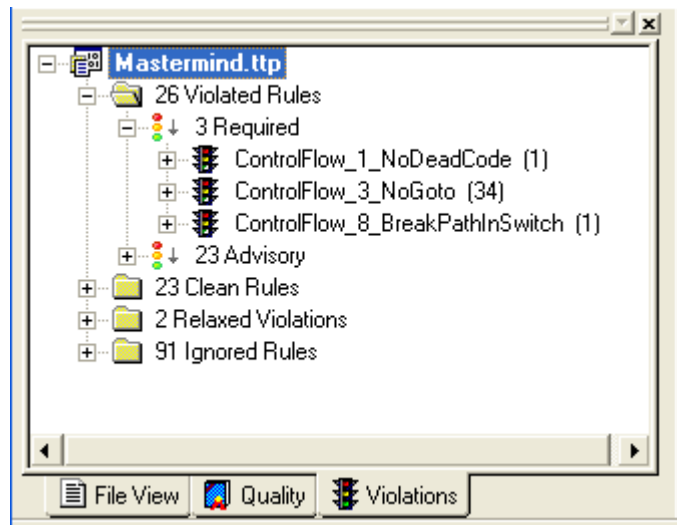 Mastermind.ttp
26 Violated Rules
3 Required
ControlFlow_1_NoDeadCode (1)
ControlFlow_3_NoGoto (34)
ControlFlow_8_BreakPathInSwitch (1)
23 Advisory
23 Clean Rules
2 Relaxed Violations
91 Ignored Rules
File View Quality Violations